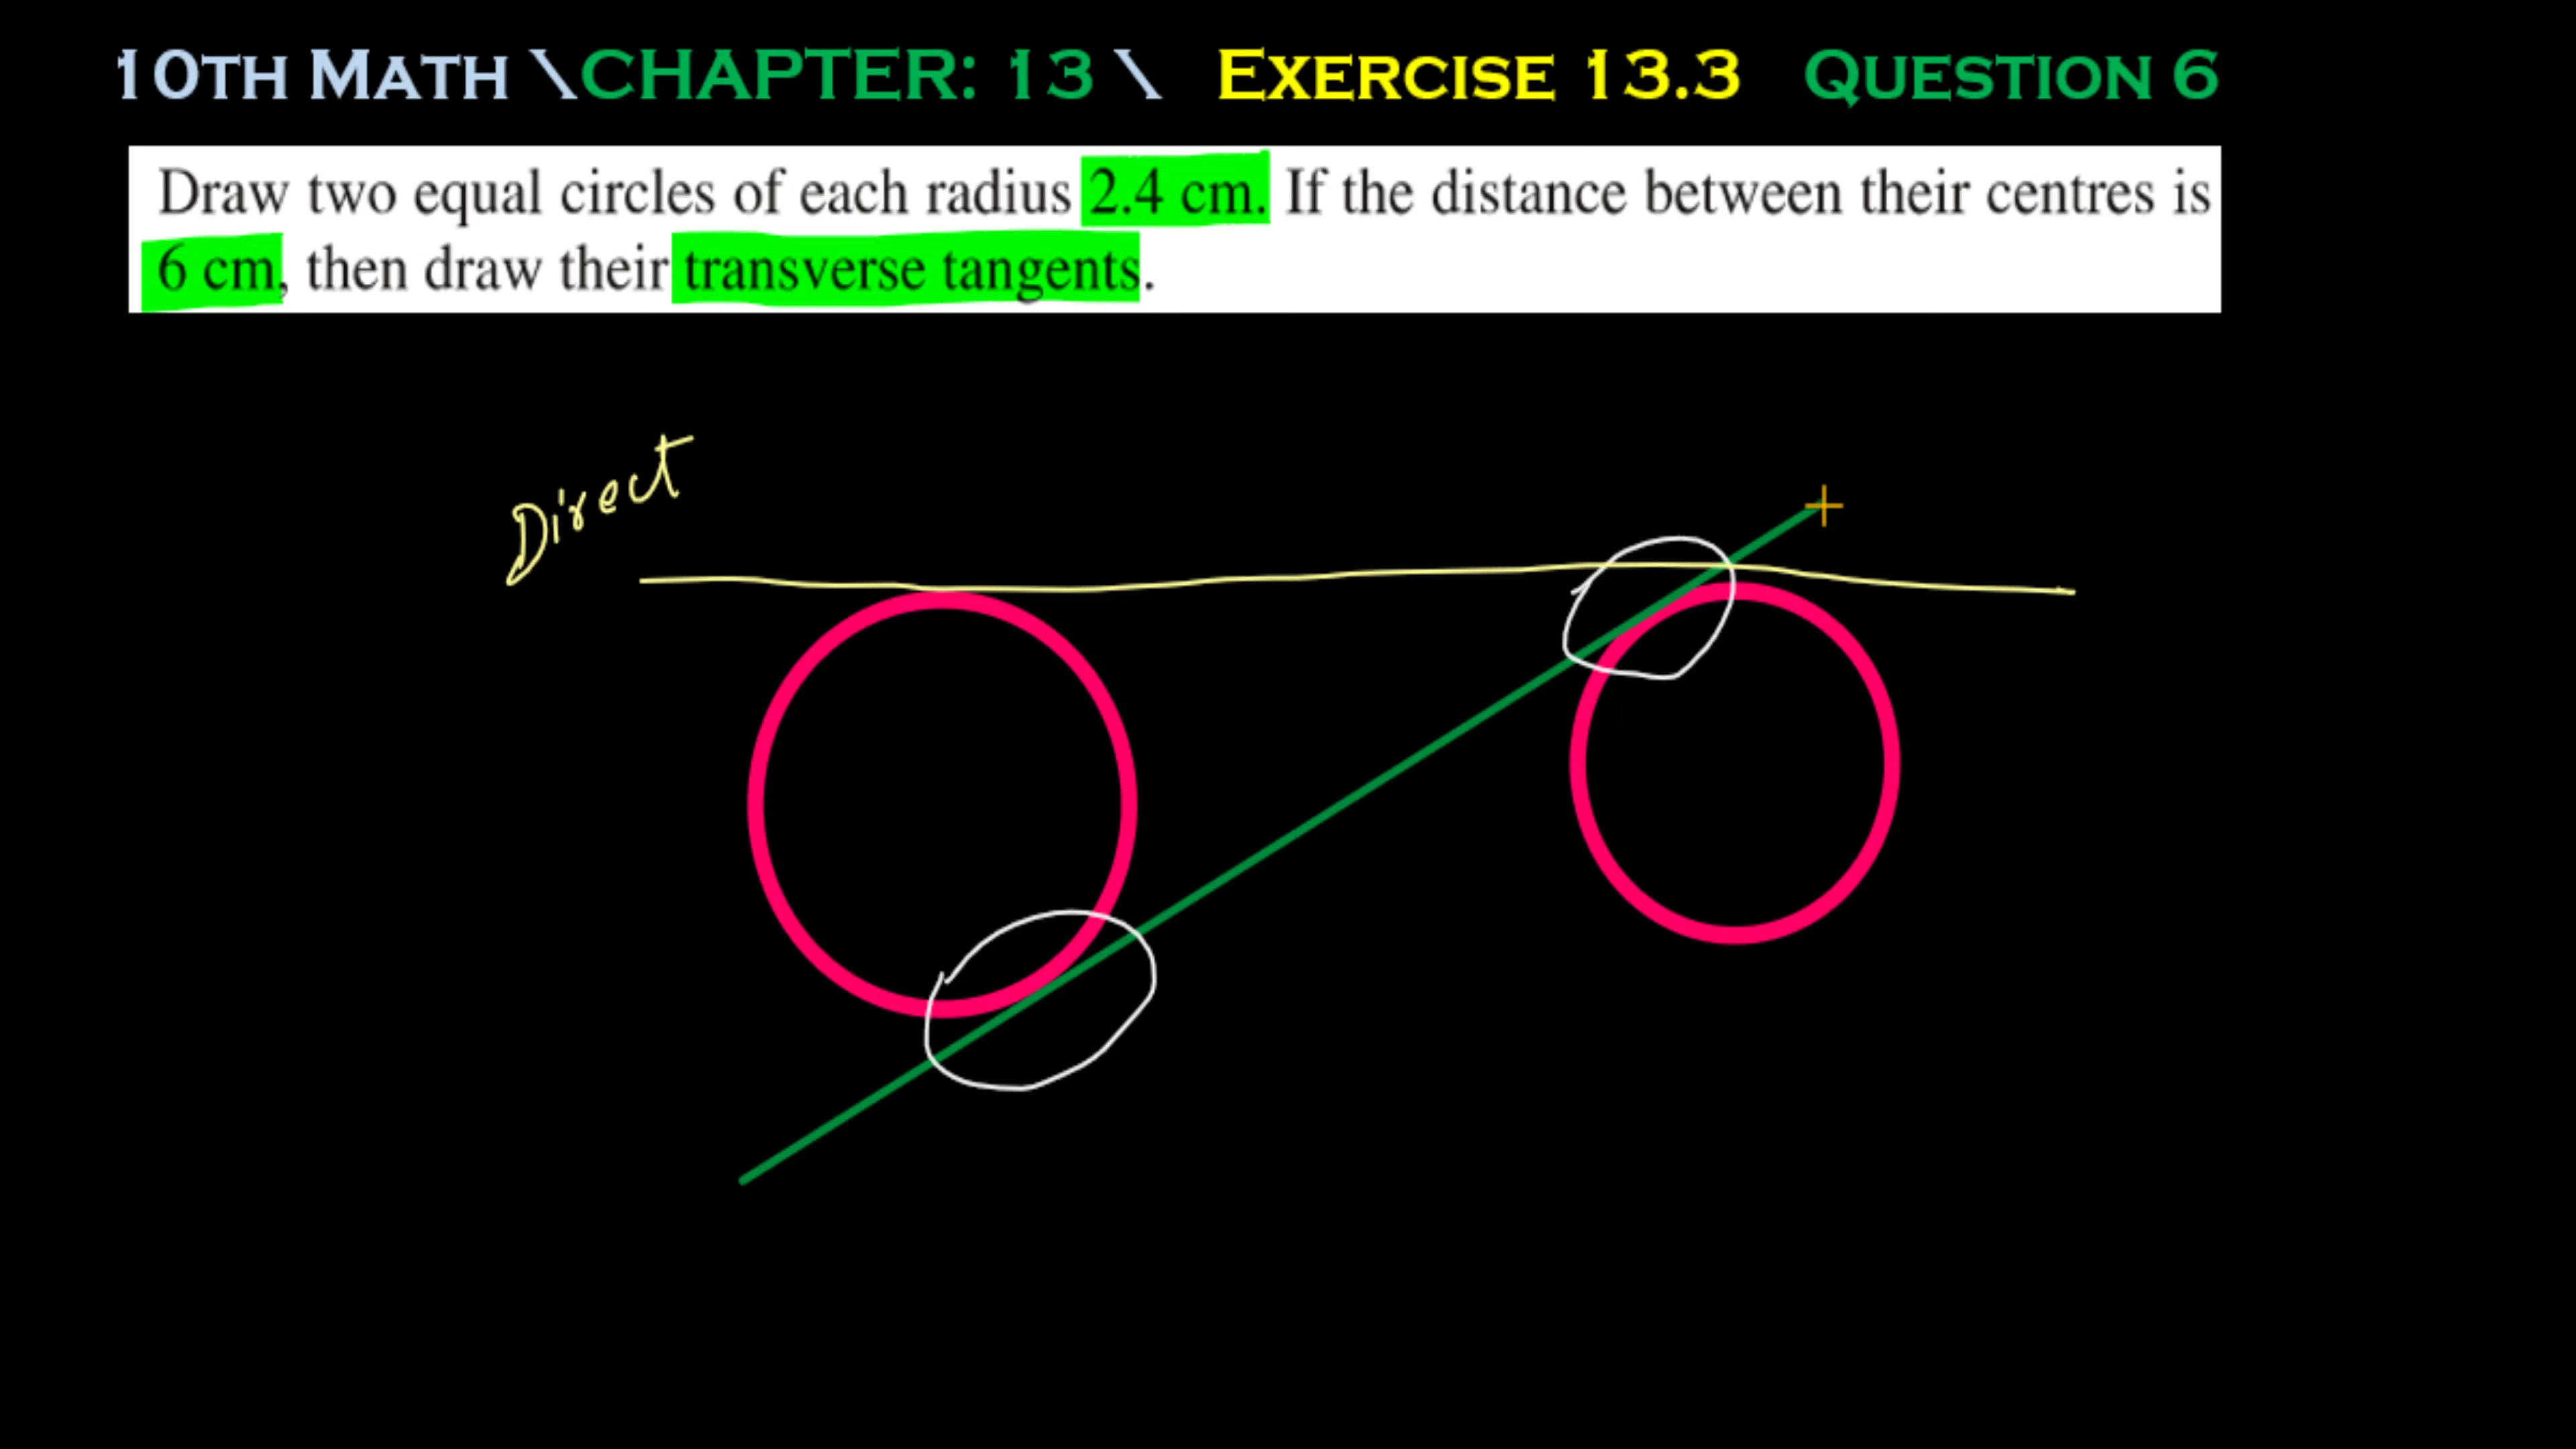 10TH MATH \CHAPTER: 13 \ EXERCISE 13.3 QUESTION 6
Draw two equal circles of each radius 2.4 cm. If the distance between their centres is
6 cm, then draw their transverse tangents.
Direct